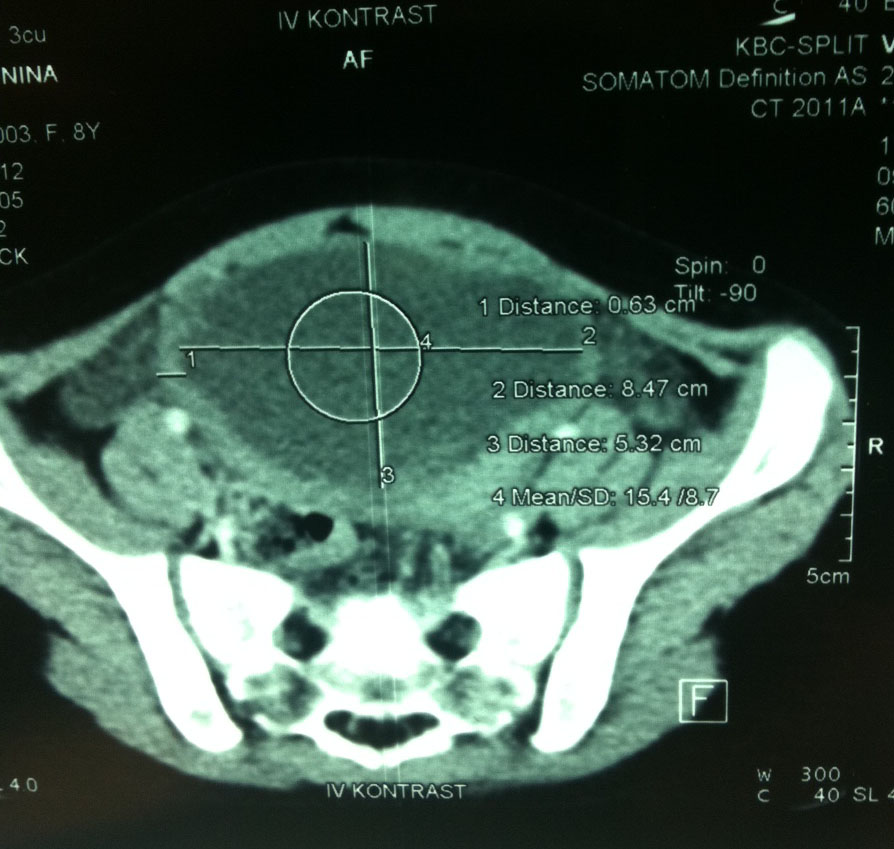 IV KONTRAST
AF
3cu
NINA
003. F. 8Y
12
05
2
CK
C 40
KBC-SPLIT
SOMATOM Definition AS 2
CT 2011A
1
6
M
Spin: 0
Tilt: -90
1 Distance: 0.63 cm
2 Distance: 8.47 cm
3 Distance: 5.32 cm
4 Mean/SD: 15.4 /8.7
1
2
3
4
R
5cm
F
40
IV KONTRAST
W 300
C 40 SL 4